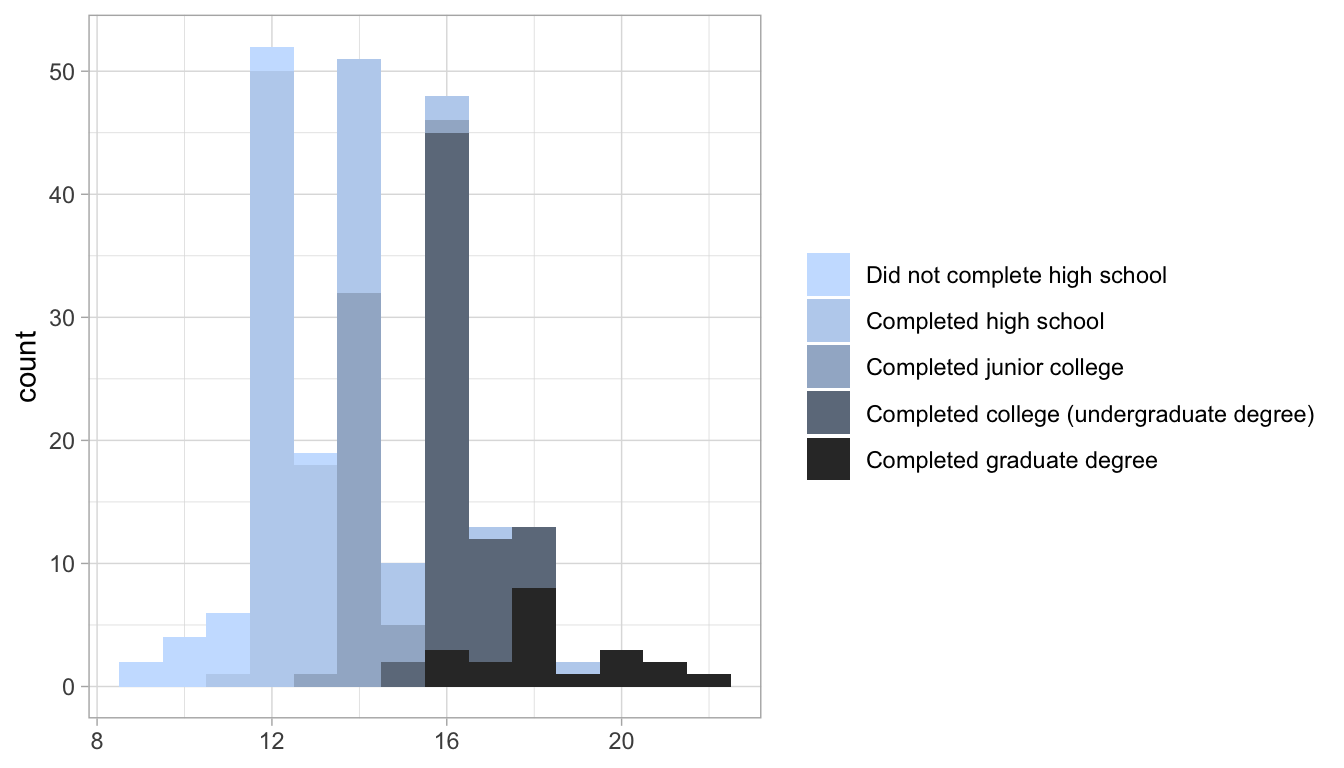 50
40
30
20
10
0
count
8 12 16 20
Did not complete high school
Completed high school
Completed junior college
Completed college (undergraduate degree)
Completed graduate degree